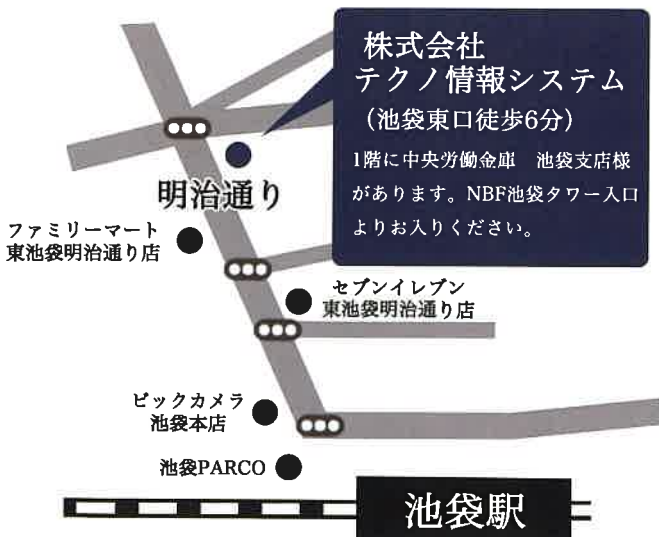 株式会社
テクノ情報システム
（池袋東口徒歩6分）
1階に中央労働金庫　池袋支店様
があります。NBF池袋タワー入口
よりお入りください。
明治通り
ファミリーマート
東池袋明治通り店
セブンイレブン
東池袋明治通り店
ビックカメラ
池袋本店
池袋PARCO
池袋駅